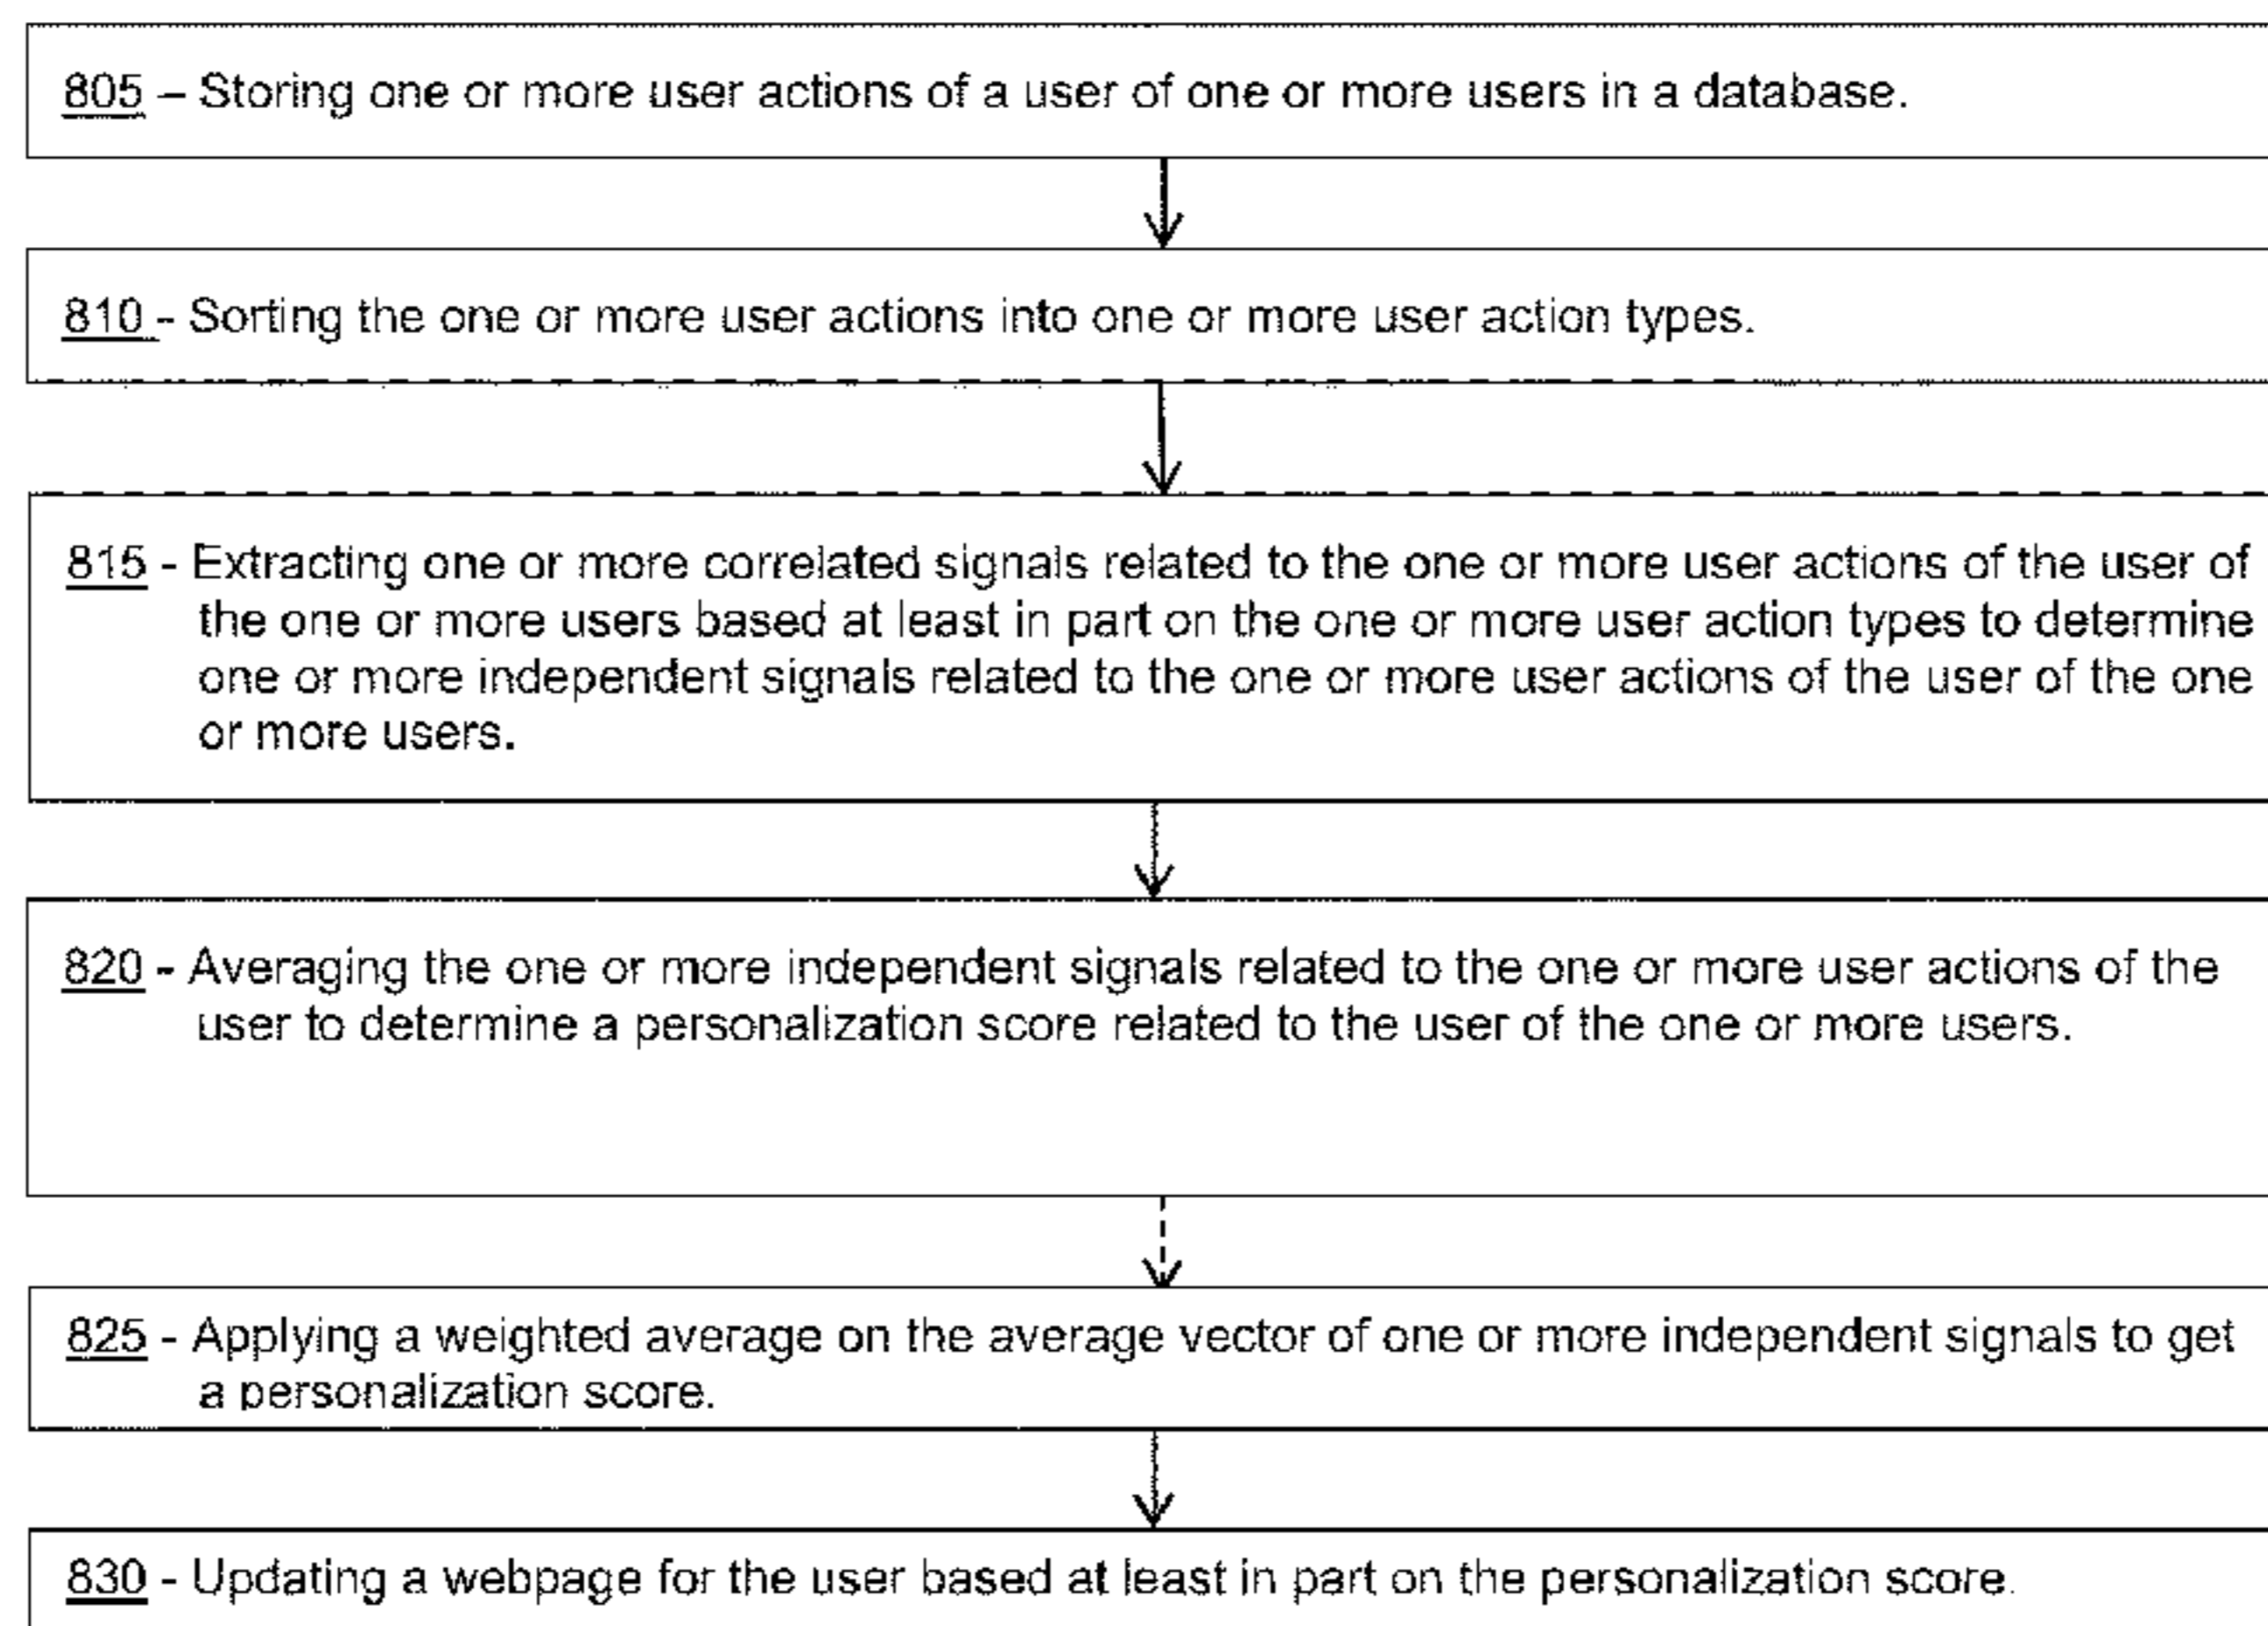 805 – Storing one or more user actions of a user of one or more users in a database.
810 - Sorting the one or more user actions into one or more user action types.
815 - Extracting one or more correlated signals related to the one or more user actions of the user of
the one or more users based at least in part on the one or more user action types to determine
one or more independent signals related to the one or more user actions of the user of the one
or more users.
820 - Averaging the one or more independent signals related to the one or more user actions of the
user to determine a personalization score related to the user of the one or more users.
825 - Applying a weighted average on the average vector of one or more independent signals to get
a personalization score.
830 - Updating a webpage for the user based at least in part on the personalization score.